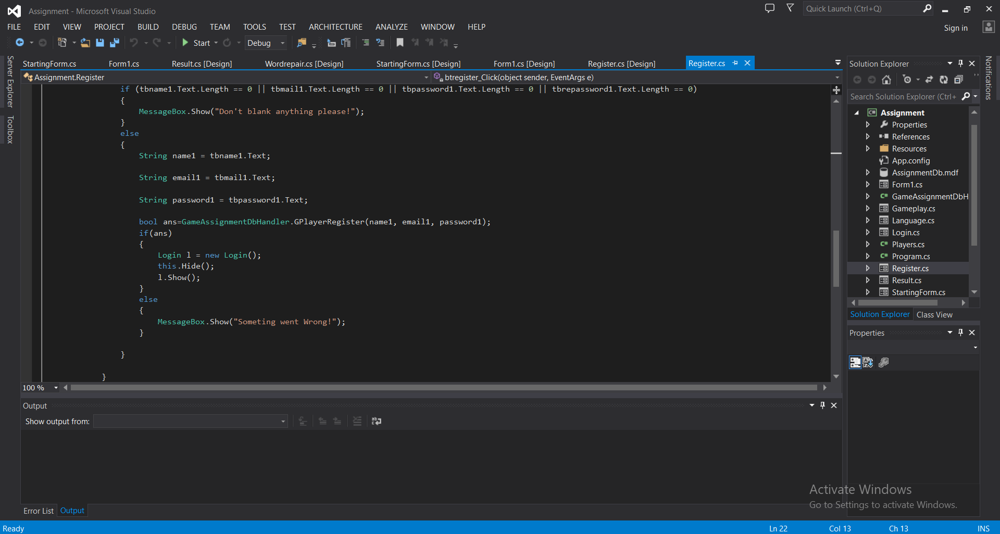 Assignment - Microsoft Visual Studio
Quick Launch (Ctrl+Q)
FILE EDIT VIEW PROJECT BUILD DEBUG TEAM TOOLS TEST ARCHITECTURE ANALYZE WINDOW HELP
Sign in
Start Debug
Server Explorer
Toolbox
StartingForm.cs Form1.cs Result.cs [Design] Wordrepair.cs [Design] StartingForm.cs [Design] Form1.cs [Design] Register.cs [Design] Register.cs
Assignment.Register btregister_Click(object sender, EventArgs e)
if (tbname1.Text.Length == 0 || tbmail1.Text.Length == 0 || tbpassword1.Text.Length == 0 || tbrepassword1.Text.Length == 0)
{
MessageBox.Show("Don't blank anything please!");
}
else
{
String name1 = tbname1.Text;
String email1 = tbmail1.Text;
String password1 = tbpassword1.Text;
bool ans=GameAssignmentDbHandler.GPlayerRegister(name1, email1, password1);
if(ans)
{
Login l = new Login();
this.Hide();
l.Show();
}
else
{
MessageBox.Show("Someting went Wrong!");
}
}
}
100 %
Output
Show output from:
Error List Output
Solution Explorer
Search Solution Explorer (Ctrl+
C# Assignment
Properties
References
Resources
App.config
AssignmentDb.mdf
Form1.cs
C# GameAssignmentDbH
Gameplay.cs
Language.cs
Login.cs
C# Players.cs
C# Program.cs
Register.cs
Result.cs
StartingForm.cs
Solution Explorer Class View
Properties
Notifications
Activate Windows
Go to Settings to activate Windows.
Ready Ln 22 Col 13 Ch 13 INS